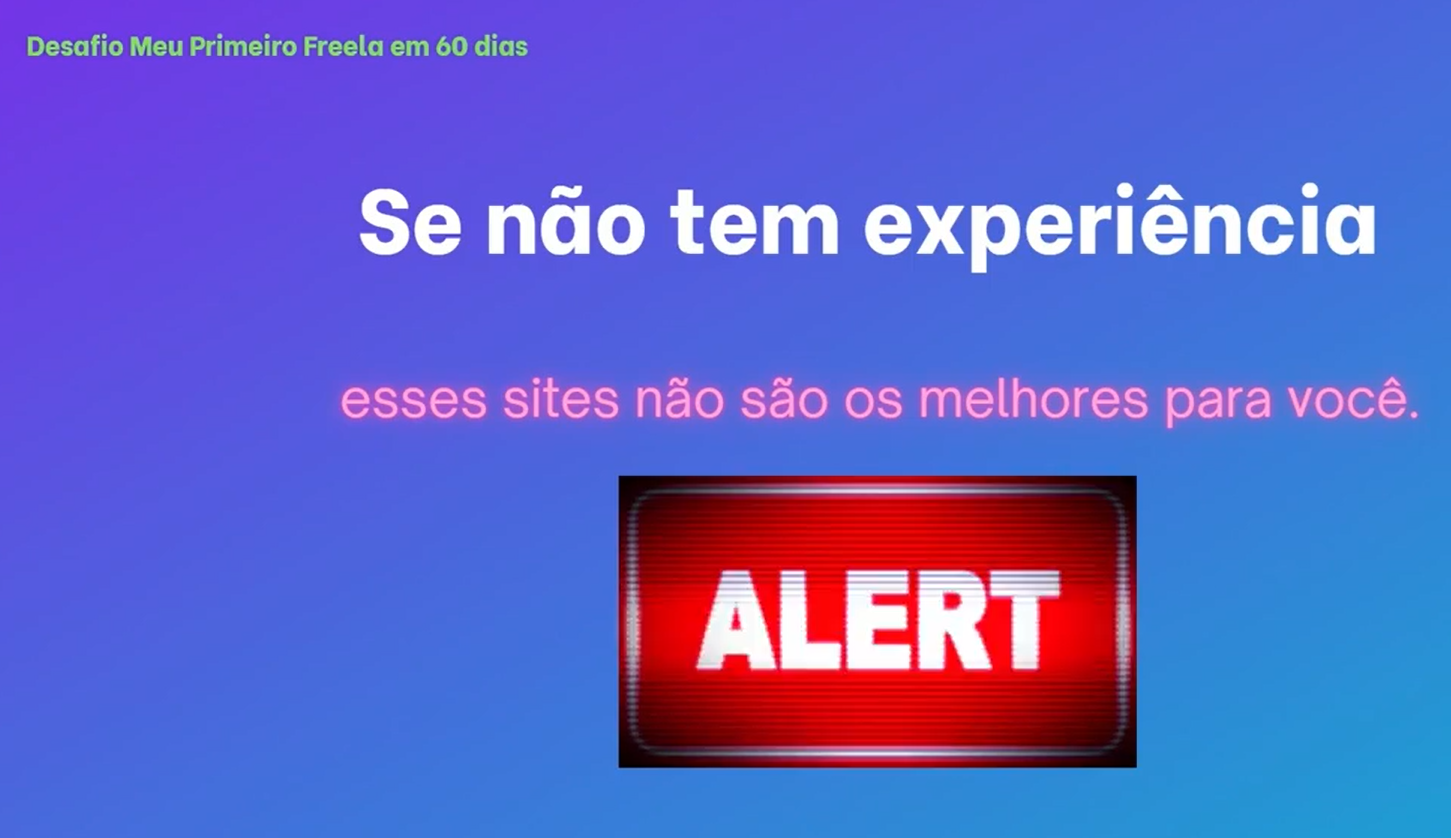 Desafio Meu Primeiro Freela em 60 dias
Se não tem experiência
esses sites não são os melhores para você.
ALERT